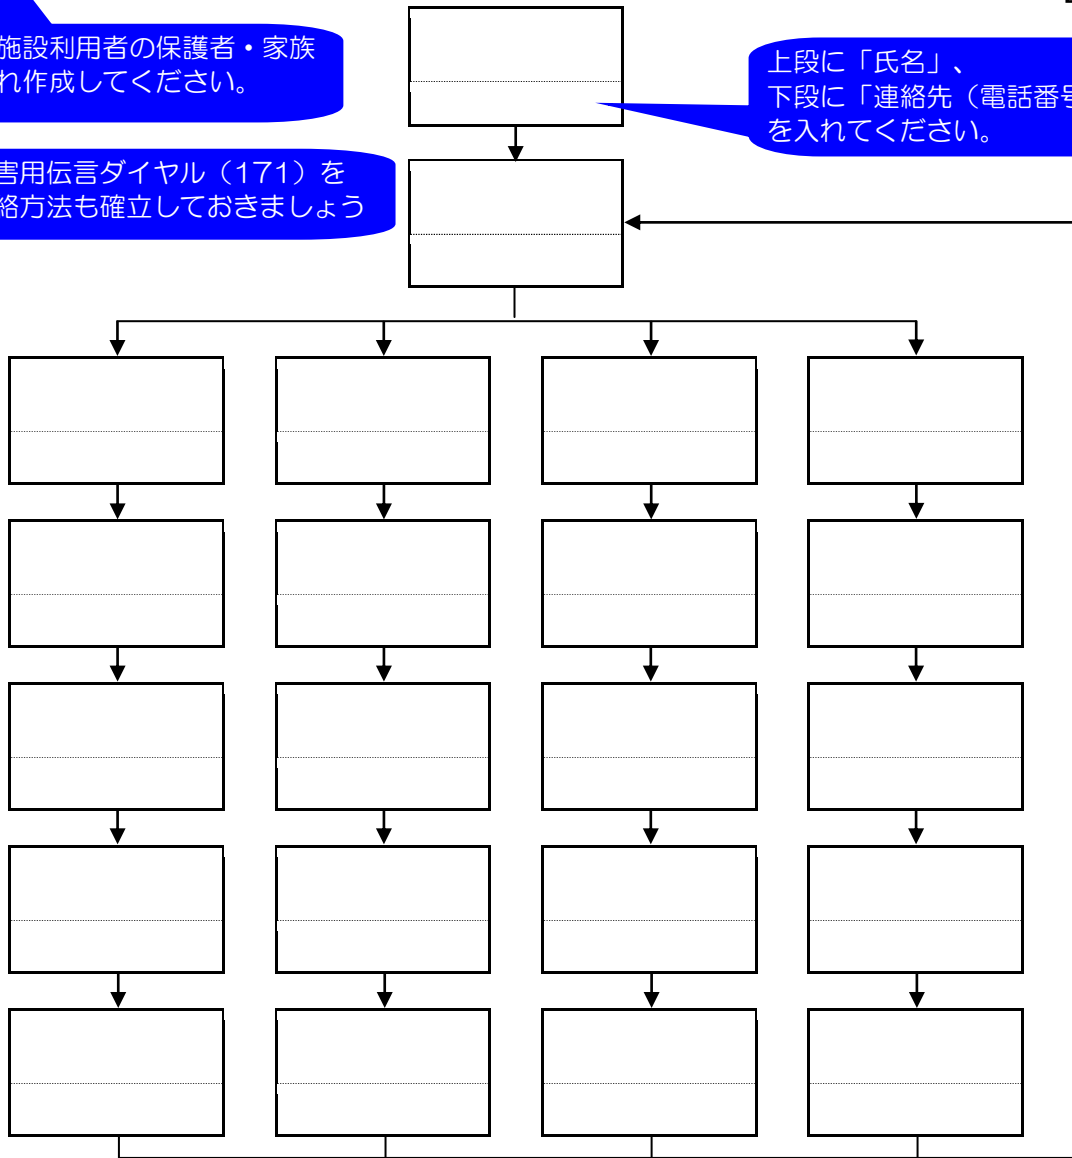 施設利用者の保護者・家族
れ作成してください。
上段に「氏名」、
下段に「連絡先（電話番号
を入れてください。
害用伝言ダイヤル（171）を
絡方法も確立しておきましょう